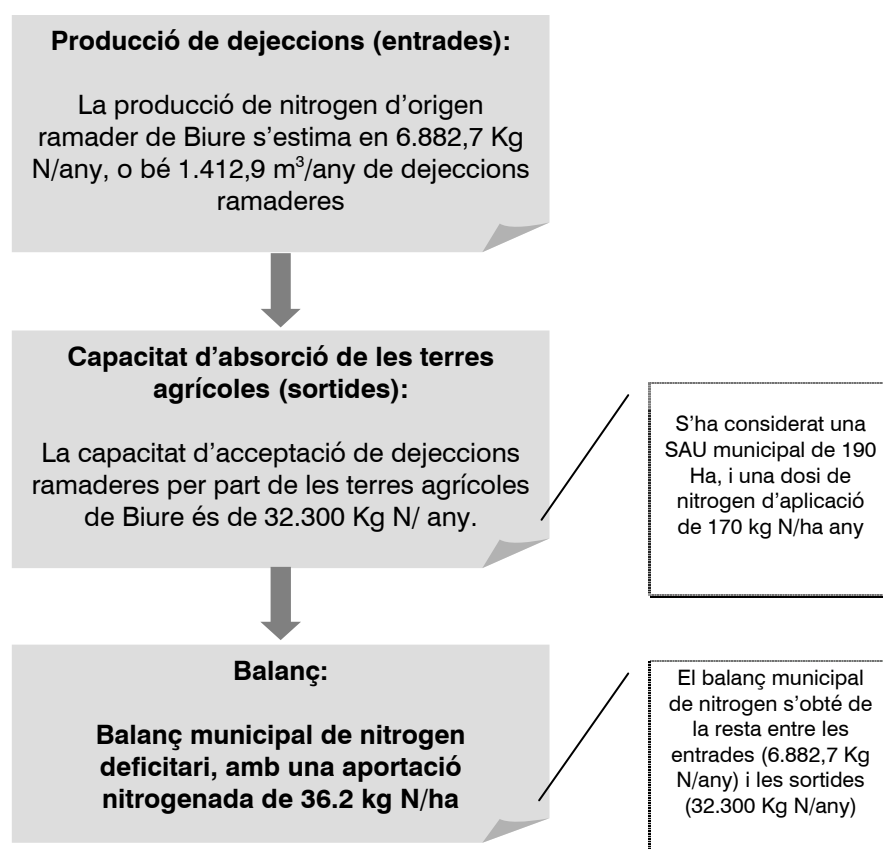 Producció de dejeccions (entrades):
La producció de nitrogen d’origen
ramader de Biure s’estima en 6.882,7 Kg
N/any, o bé 1.412,9 m³/any de dejeccions
ramaderes
Capacitat d’absorció de les terres
agrícoles (sortides):
La capacitat d’acceptació de dejeccions
ramaderes per part de les terres agrícoles
de Biure és de 32.300 Kg N/ any.
S’ha considerat una
SAU municipal de 190
Ha, i una dosi de
nitrogen d’aplicació
de 170 kg N/ha any
Balanç:
Balanç municipal de nitrogen
deficitari, amb una aportació
nitrogenada de 36.2 kg N/ha
El balanç municipal
de nitrogen s’obté de
la resta entre les
entrades (6.882,7 Kg
N/any) i les sortides
(32.300 Kg N/any)